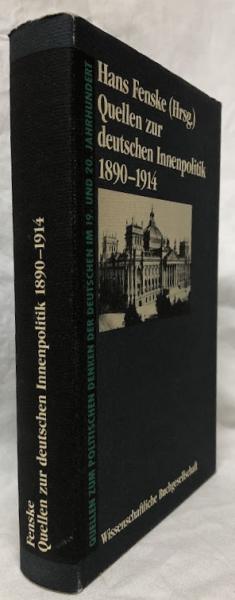 Fenske
Quellen zur deutschen Innenpolitik 1890–1914
QUELLEN ZUM POLITISCHEN DENKEN DER DEUTSCHEN IM 19. UND 20. JAHRHUNDERT
Hans Fenske (Hrsg.)
Quellen zur
deutschen Innenpolitik
1890–1914
Wissenschaftliche Buchgesellschaft